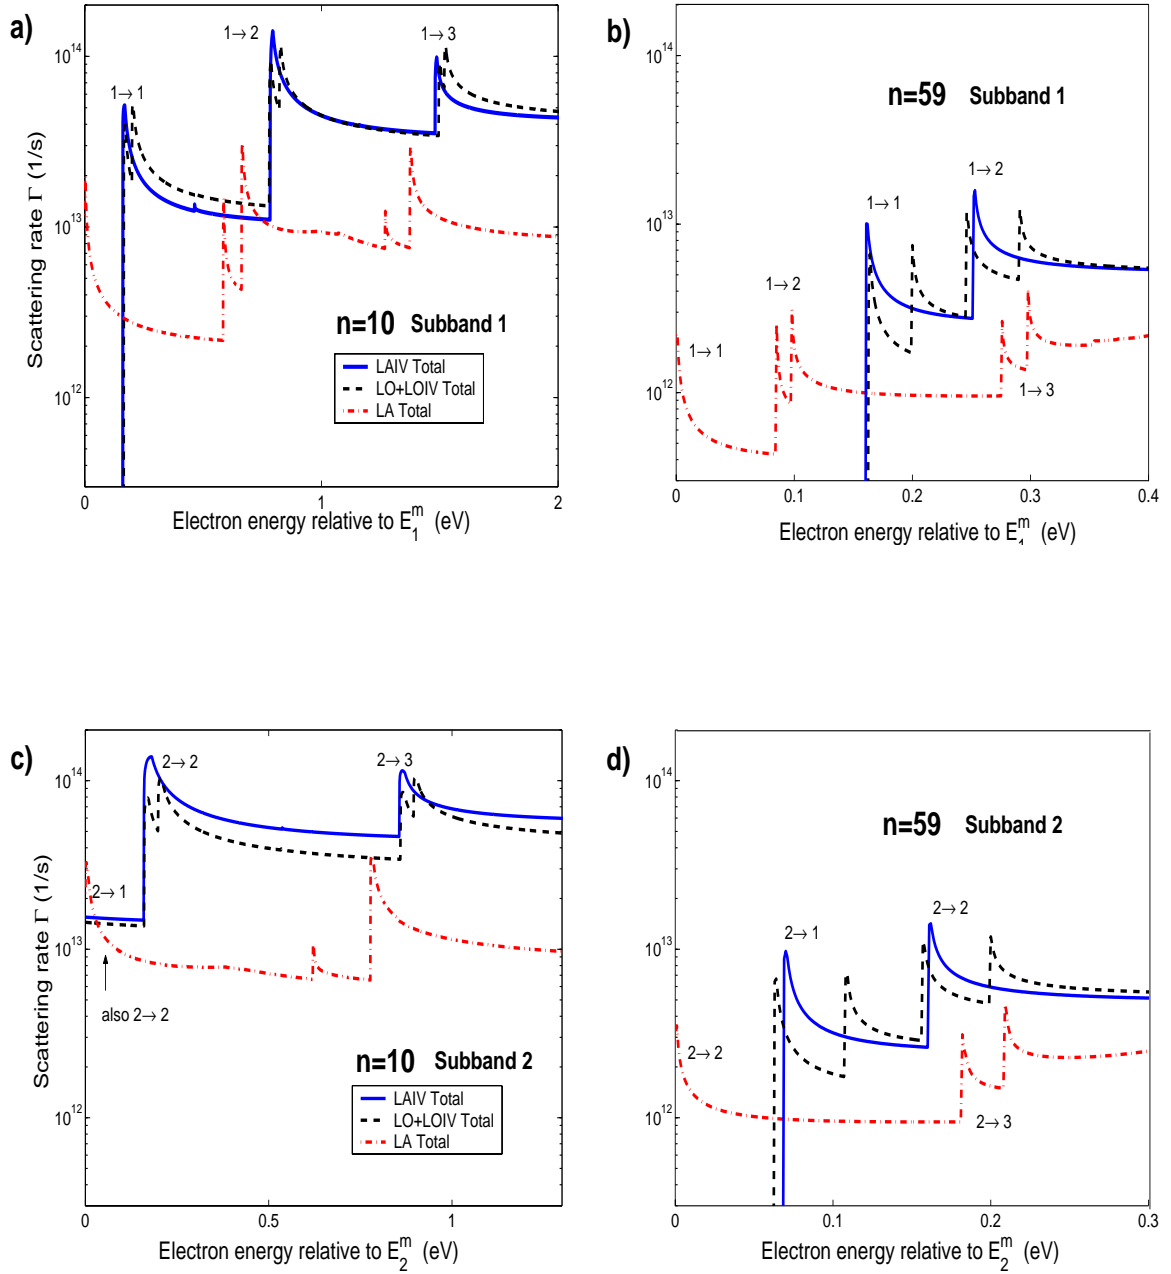 a)
1→1
1→2
1→3
Scattering rate Γ (1/s)
10^14
10^13
10^12
n=10 Subband 1
LAIV Total
LO+LOIV Total
LA Total
0
1
2
Electron energy relative to E_1^m (eV)
b)
n=59 Subband 1
10^14
10^13
10^12
1→1
1→2
1→1
1→2
1→3
0
0.1
0.2
0.3
0.4
Electron energy relative to E_1^m (eV)
c)
2→2
2→3
2→1
also 2→2
Scattering rate Γ (1/s)
10^14
10^13
10^12
n=10 Subband 2
LAIV Total
LO+LOIV Total
LA Total
0
0.5
1
Electron energy relative to E_2^m (eV)
d)
n=59 Subband 2
10^14
10^13
10^12
2→2
2→1
2→2
2→3
0
0.1
0.2
0.3
Electron energy relative to E_2^m (eV)